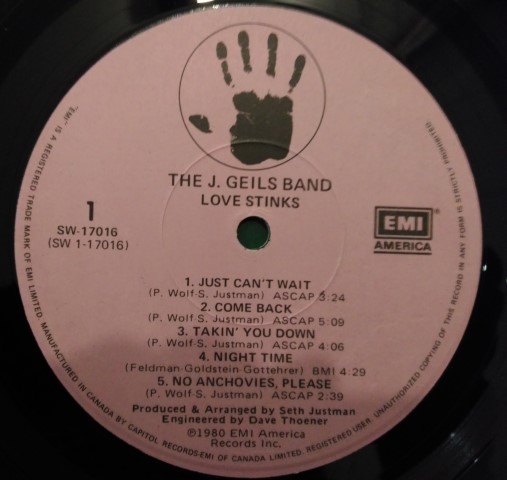 THE J. GEILS BAND
LOVE STINKS
1
SW-17016
(SW 1-17016)
EMI®
AMERICA
1. JUST CAN'T WAIT
(P. Wolf-S. Justman) ASCAP 3:24
2. COME BACK
(P. Wolf-S. Justman) ASCAP 5:09
3. TAKIN' YOU DOWN
(P. Wolf-S. Justman) ASCAP 4:06
4. NIGHT TIME
(Feldman-Goldstein-Gottehrer) BMI 4:29
5. NO ANCHOVIES, PLEASE
(P. Wolf-S. Justman) ASCAP 2:39
Produced & Arranged by Seth Justman
Engineered by Dave Thoener
℗1980 EMI America
Records Inc.
"EMI" IS A REGISTERED TRADE MARK OF EMI LIMITED. MANUFACTURED IN CANADA BY CAPITOL RECORDS-EMI OF CANADA LIMITED. REGISTERED USER. UNAUTHORIZED COPYING OF THIS RECORD IN ANY FORM IS STRICTLY PROHIBITED